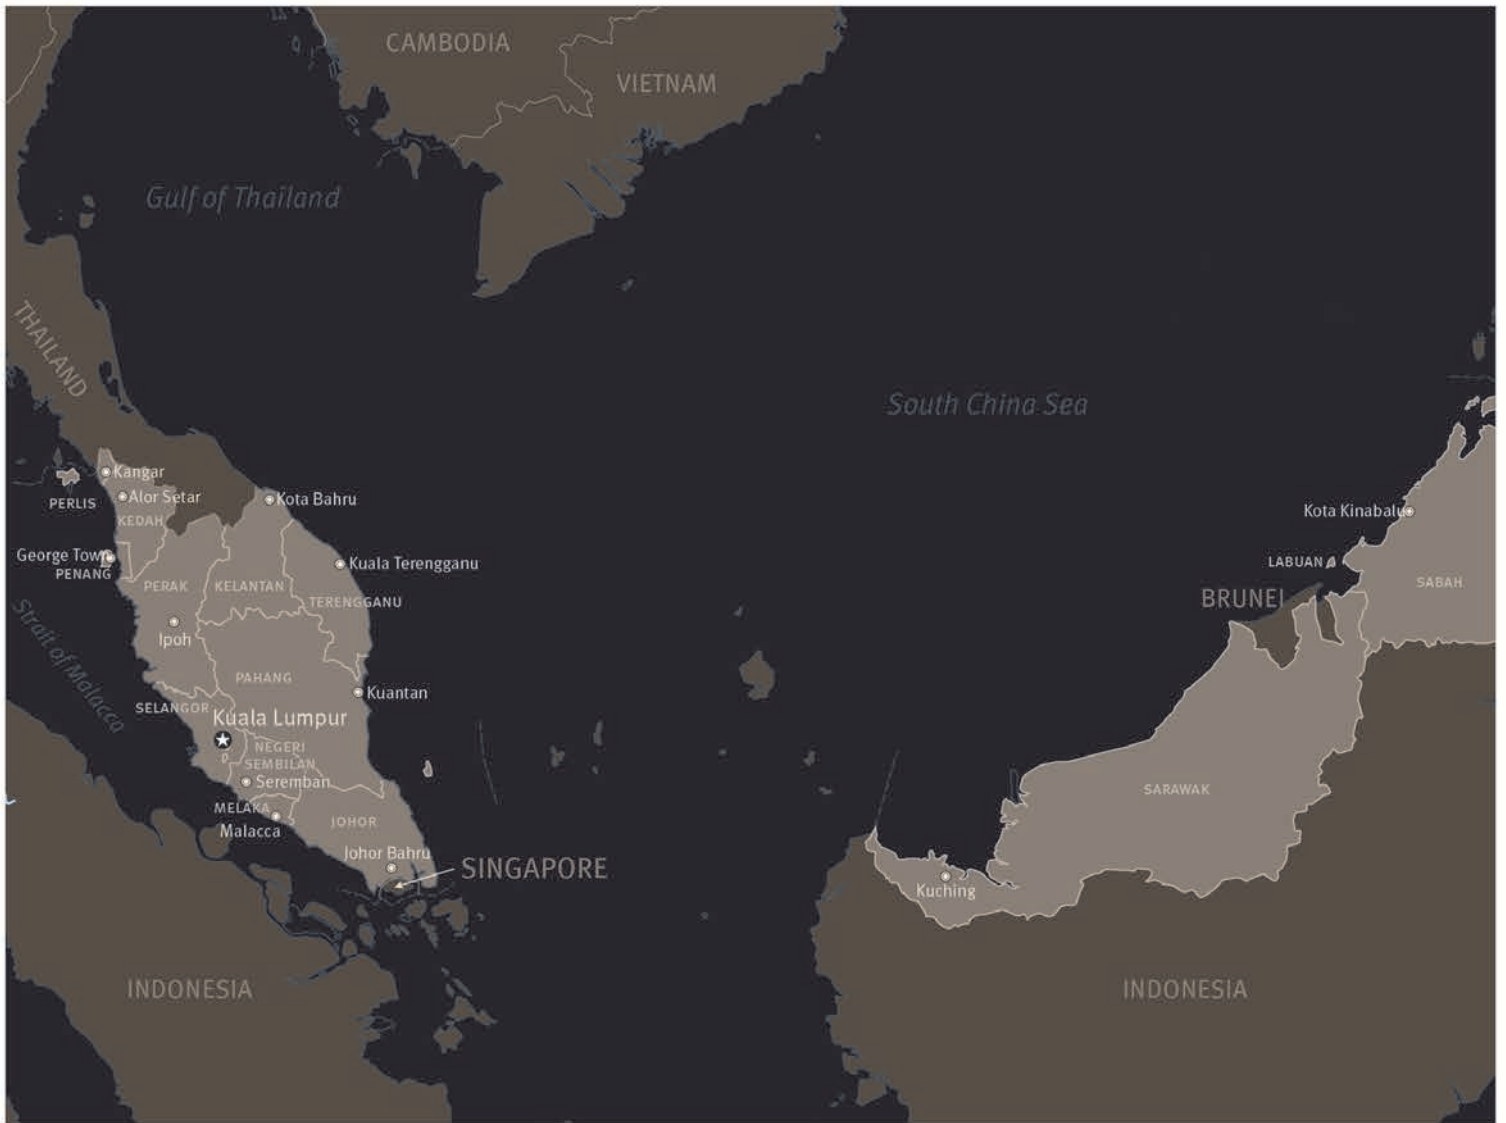 CAMBODIA
VIETNAM
Gulf of Thailand
THAILAND
South China Sea
Kangar
Alor Setar
Kota Bahru
PERLIS
KEDAH
Kota Kinabalu
George Town
PENANG
Kuala Terengganu
LABUAN
PERAK
KELANTAN
TERENGGANU
SABAH
BRUNEI
Strait of Malacca
Ipoh
PAHANG
Kuantan
SELANGOR
Kuala Lumpur
NEGERI
SEMBILAN
Seremban
SARAWAK
MELAKA
Malacca
JOHOR
Johor Bahru
SINGAPORE
Kuching
INDONESIA
INDONESIA